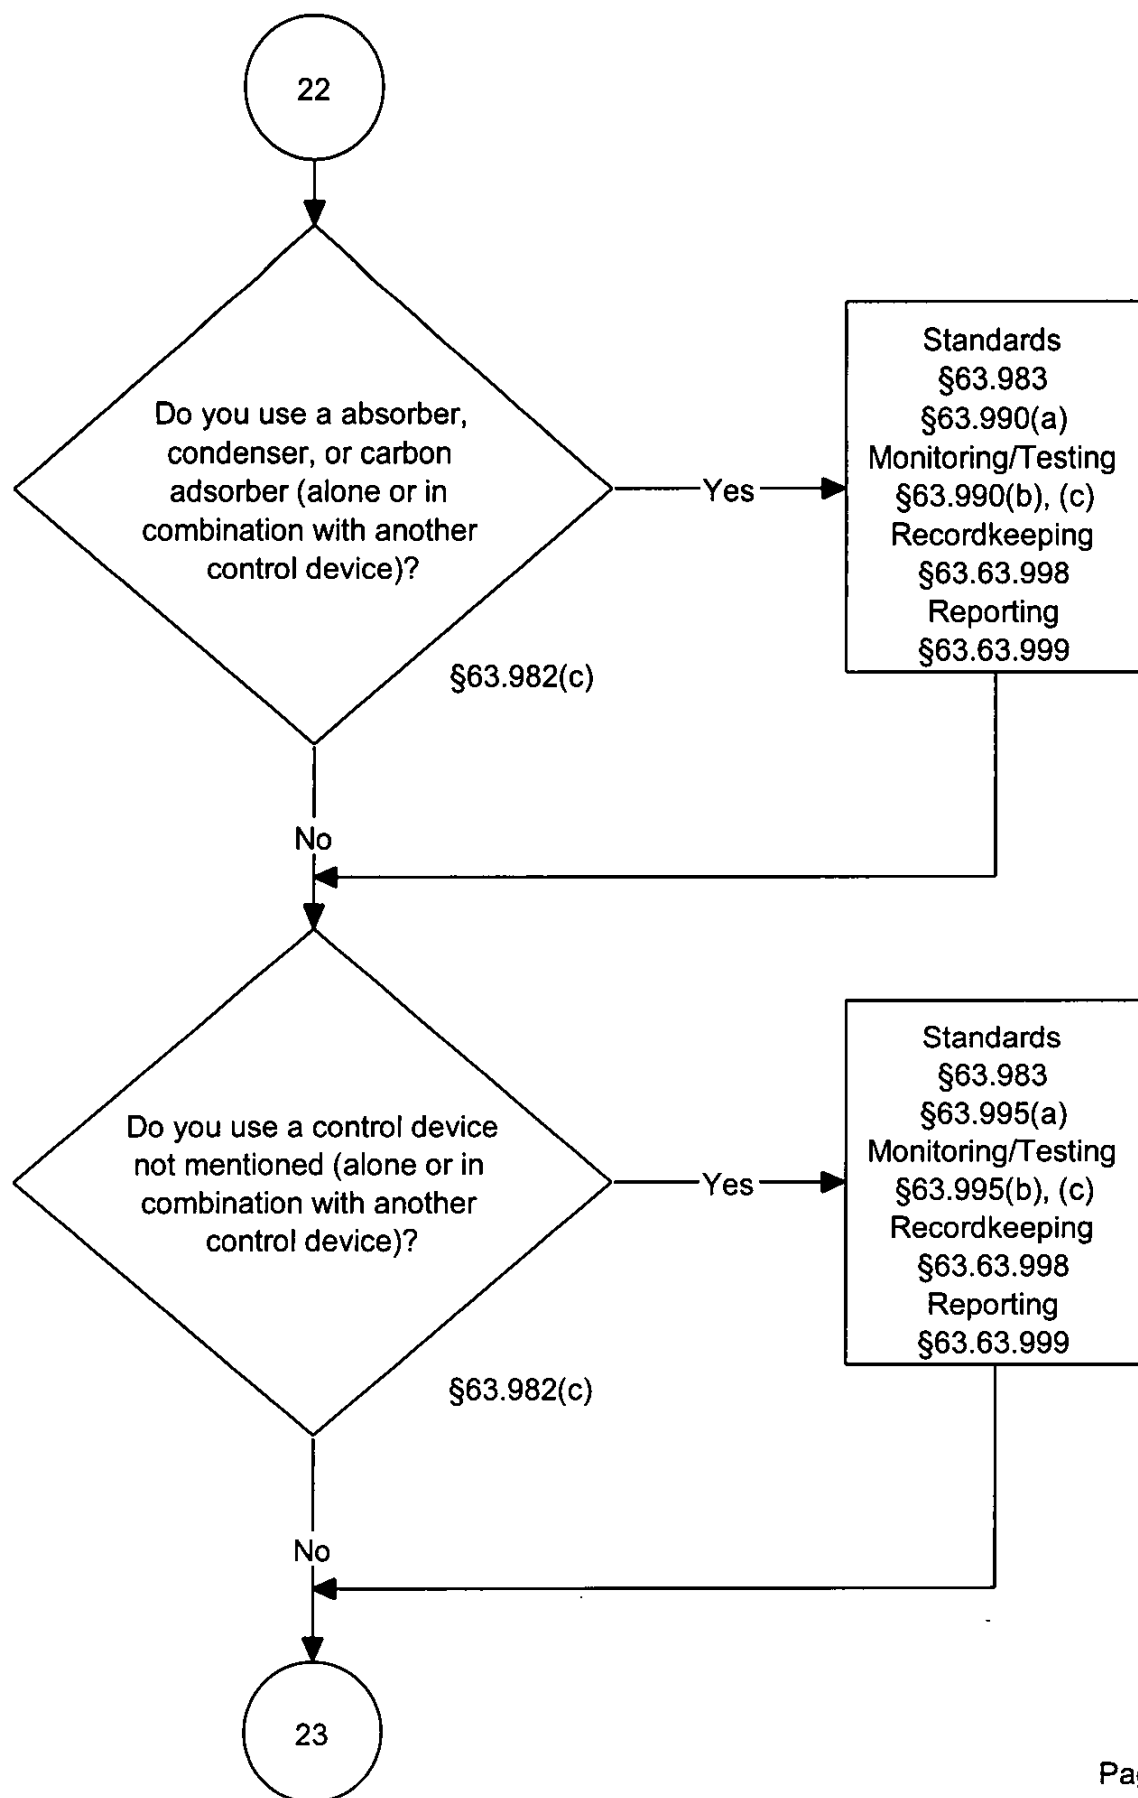 22
Do you use a absorber,
condenser, or carbon
adsorber (alone or in
combination with another
control device)?
§63.982(c)
Yes
Standards
§63.983
§63.990(a)
Monitoring/Testing
§63.990(b), (c)
Recordkeeping
§63.63.998
Reporting
§63.63.999
No
Do you use a control device
not mentioned (alone or in
combination with another
control device)?
§63.982(c)
Yes
Standards
§63.983
§63.995(a)
Monitoring/Testing
§63.995(b), (c)
Recordkeeping
§63.63.998
Reporting
§63.63.999
No
23